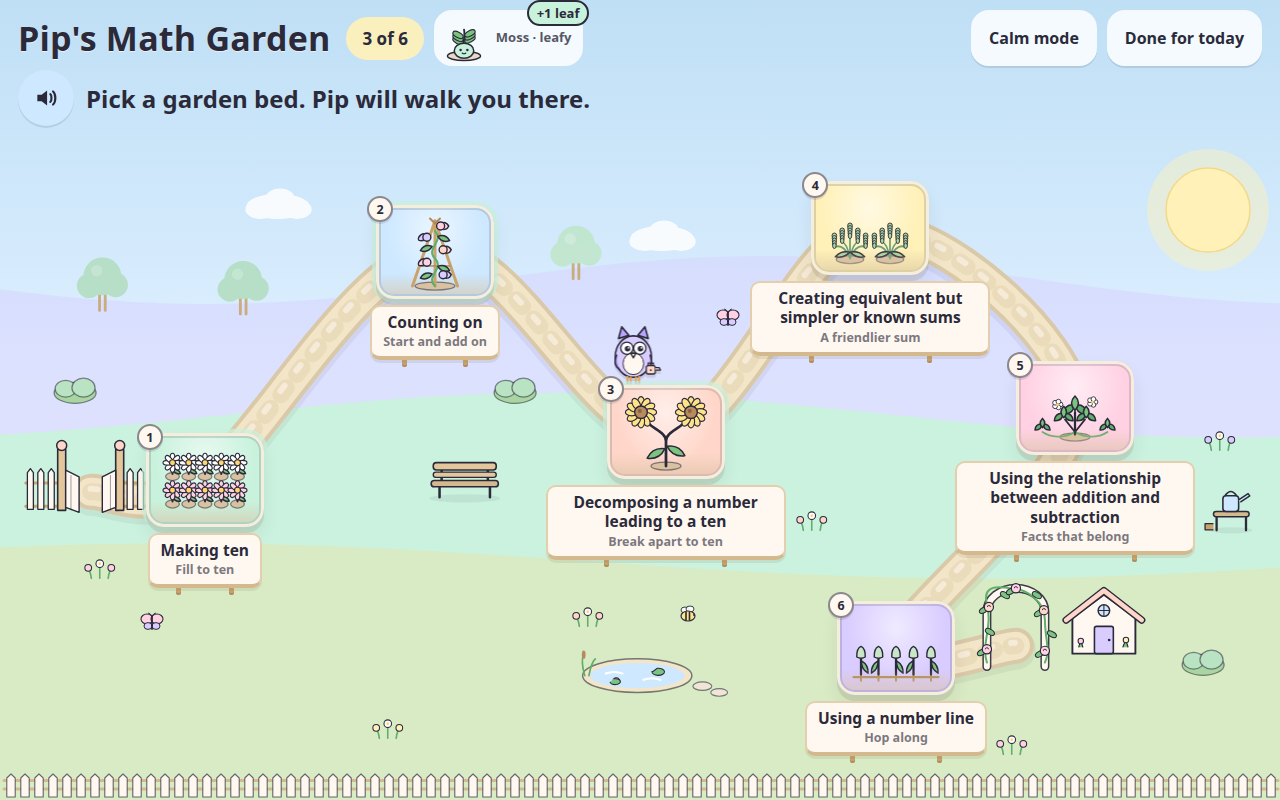 Pip's Math Garden
3 of 6
+1 leaf
Moss · leafy
Calm mode
Done for today
Pick a garden bed. Pip will walk you there.
1
Making ten
Fill to ten
2
Counting on
Start and add on
3
Decomposing a number
leading to a ten
Break apart to ten
4
Creating equivalent but
simpler or known sums
A friendlier sum
5
Using the relationship
between addition and
subtraction
Facts that belong
6
Using a number line
Hop along